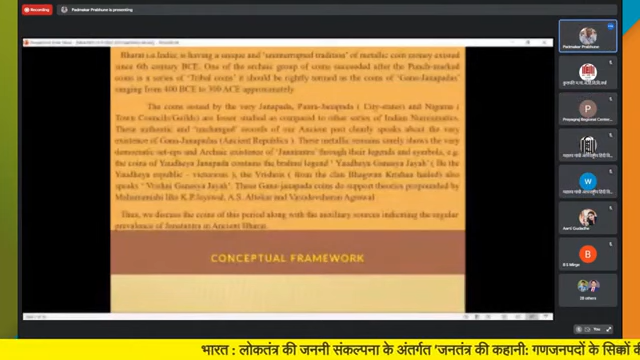 Recording
Padmakar Prabhune is presenting
Bharat i.e India, is having a unique and uninterrupted tradition of metallic coin currency existed
since 6th century BCE. One of the archaic group of coins succeeded after the Punch-marked
coins is a series of 'Tribal coins' it should be rightly termed as the coins of Gana-Janapadas
ranging from 400 BCE to 300 ACE approximately.
The coins issued by the very Janapada, Paura-Janapada ( City-states) and Nigama (
Town Councils/Guilds) are lesser studied as compared to other series of Indian Numismatics.
These authentic and unchanged records of our Ancient past clearly speaks about the very
existence of Gana-Janapadas (Ancient Republics). These metallic remains surely shows the very
democratic set-ups and Archaic existence of 'Janatantra' through their legends and symbols, e.g.
the coins of Yaudheya Janapada contains the brahmi legend 'Yaudheya Ganasya Jayah' ( Be the
Yaudheya republic - victorious ), the Vrishnis ( from the clan Bhagwan Krishna hailed) also
speaks 'Vrishni Ganasya Jayah'. These Gana-janapada coins do support theories propounded by
Mahamanishi like K.P.Jayswal, A.S. Altekar and Vasudevsharan Agrawal
Thus, we discuss the coins of this period along with the auxiliary sources indicating the regular
prevalence of Janatantra in Ancient Bharat.
CONCEPTUAL FRAMEWORK
Padmakar Prabhune
Prayagraj Regional Center...
W
Aarti Gudadhe
B
B S Mirge
28 others
You
भारत : लोकतंत्र की जननी संकल्पना के अंतर्गत 'जनतंत्र की कहानी: गणजनपदों के सिक्कों की